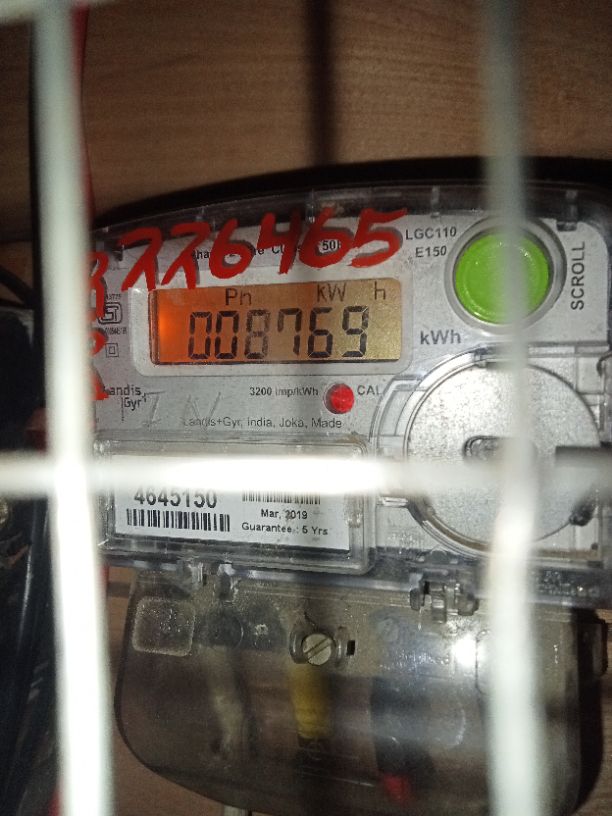 776465
LGC110
E150
SCROLL
Ph kW h
008769
kWh
Landis
Gyr
3200 imp/kWh CAL
Landis+Gyr, India, Joka, Made
4645150
Mar, 2019
Guarantee : 5 Yrs